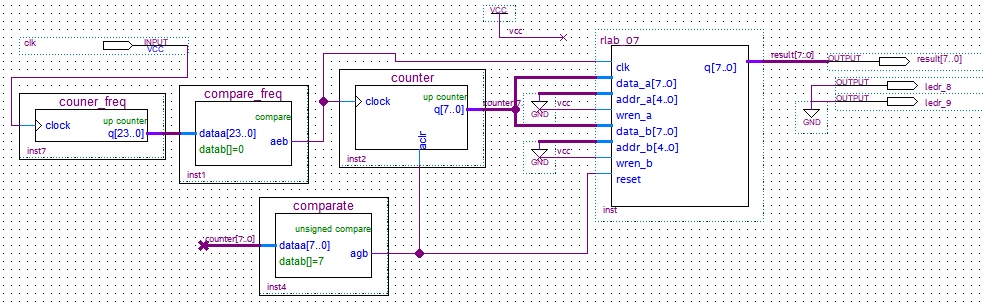 VCC
vcc
clk
INPUT
VCC
couner_freq
clock
up counter
q[23..0]
inst7
compare_freq
compare
dataa[23..0]
aeb
datab[]=0
inst1
counter
up counter
clock
q[7..0]
aclr
inst2
counter[7
comparate
unsigned compare
counter[7..0]
dataa[7..0]
agb
datab[]=7
inst4
rlab_07
clk
q[7..0]
data_a[7..0]
addr_a[4..0]
vcc
wren_a
GND
data_b[7..0]
addr_b[4..0]
vcc
wren_b
GND
reset
inst
result[7..0]
OUTPUT
result[7..0]
OUTPUT
ledr_8
OUTPUT
ledr_9
GND